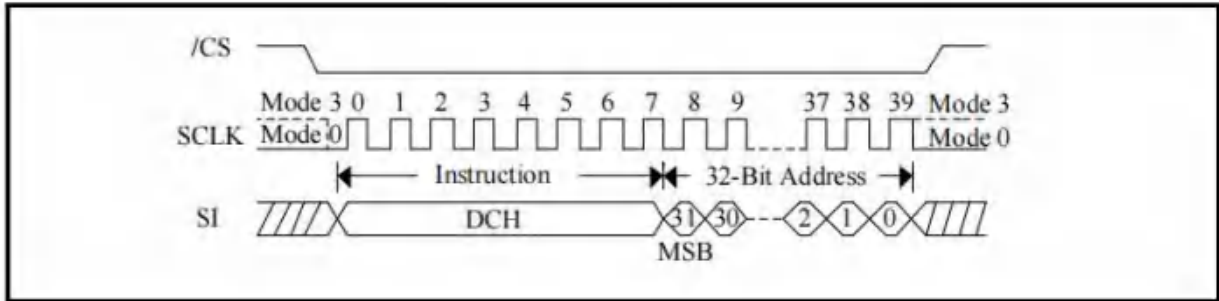 /CS
Mode 3 0 1 2 3 4 5 6 7 8 9 37 38 39 Mode 3
SCLK Mode 0 Mode 0
Instruction 32-Bit Address
SI DCH 31 30 2 1 0
MSB